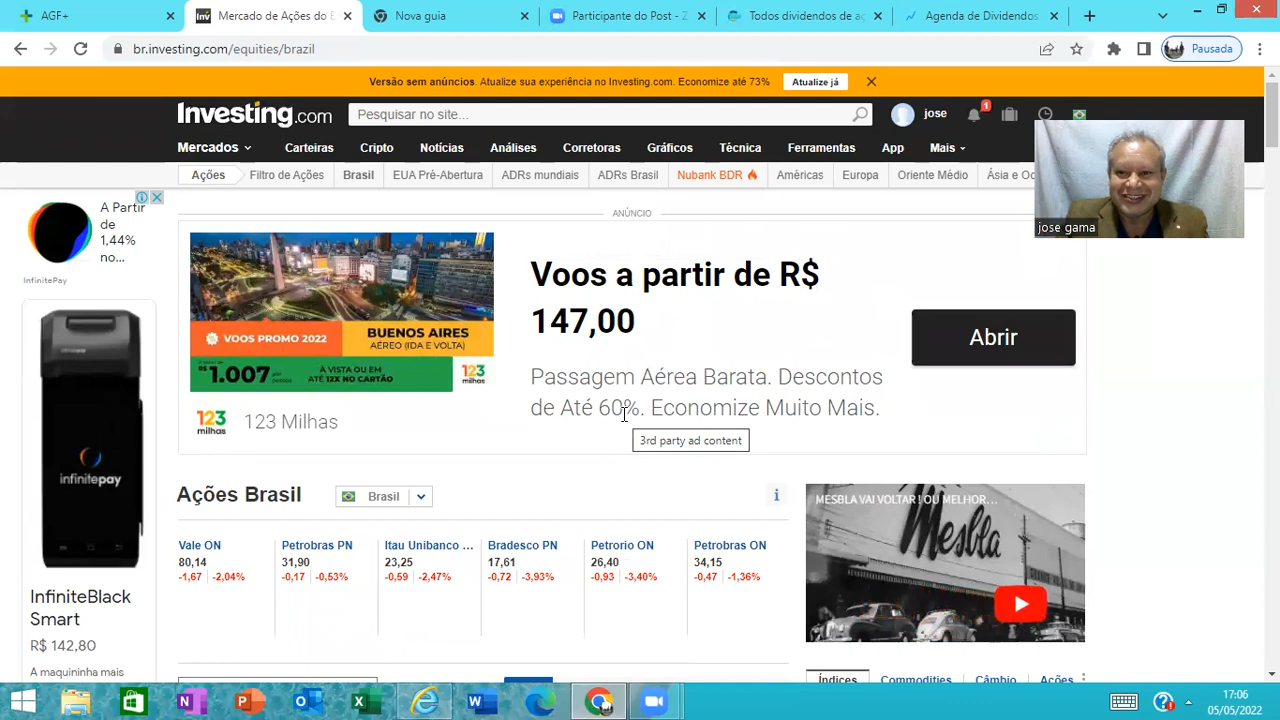 AGF+
Mercado de Ações do B
Nova guia
Participante do Post - Z
Todos dividendos de aç
Agenda de Dividendos
br.investing.com/equities/brazil
Pausada
Versão sem anúncios. Atualize sua experiência no Investing.com. Economize até 73%
Atualize já
Investing.com
Pesquisar no site...
jose
1
Mercados
Carteiras
Cripto
Notícias
Análises
Corretoras
Gráficos
Técnica
Ferramentas
App
Mais
Ações
Filtro de Ações
Brasil
EUA Pré-Abertura
ADRs mundiais
ADRs Brasil
Nubank BDR
Américas
Europa
Oriente Médio
Ásia e Oc
jose gama
A Partir
de
1,44%
no...
InfinitePay
infinitepay
InfiniteBlack
Smart
R$ 142,80
A maquininha mais
ANÚNCIO
VOOS PROMO 2022
BUENOS AIRES
AÉREO (IDA E VOLTA)
R$ 1.007
À VISTA OU EM
ATÉ 12X NO CARTÃO
123
milhas
123
milhas
123 Milhas
Voos a partir de R$
147,00
Passagem Aérea Barata. Descontos
de Até 60%. Economize Muito Mais.
Abrir
3rd party ad content
Ações Brasil
Brasil
Vale ON
80,14
-1,67 -2,04%
Petrobras PN
31,90
-0,17 -0,53%
Itau Unibanco ...
23,25
-0,59 -2,47%
Bradesco PN
17,61
-0,72 -3,93%
Petrorio ON
26,40
-0,93 -3,40%
Petrobras ON
34,15
-0,47 -1,36%
MESBLA VAI VOLTAR ! OU MELHOR...
Mesbla
Índices
Commodities
Câmbio
Ações
17:06
05/05/2022